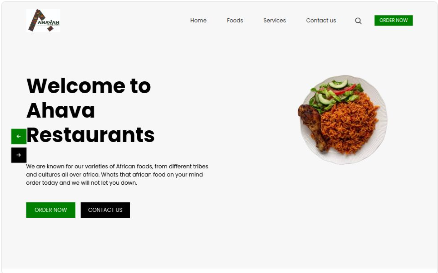 AHAVAH
Home Foods Services Contact us ORDER NOW
Welcome to
Ahava
Restaurants
We are known for our varieties of African foods, from different tribes
and cultures all over africa. Whats that african food on your mind
order today and we will not let you down.
ORDER NOW CONTACT US